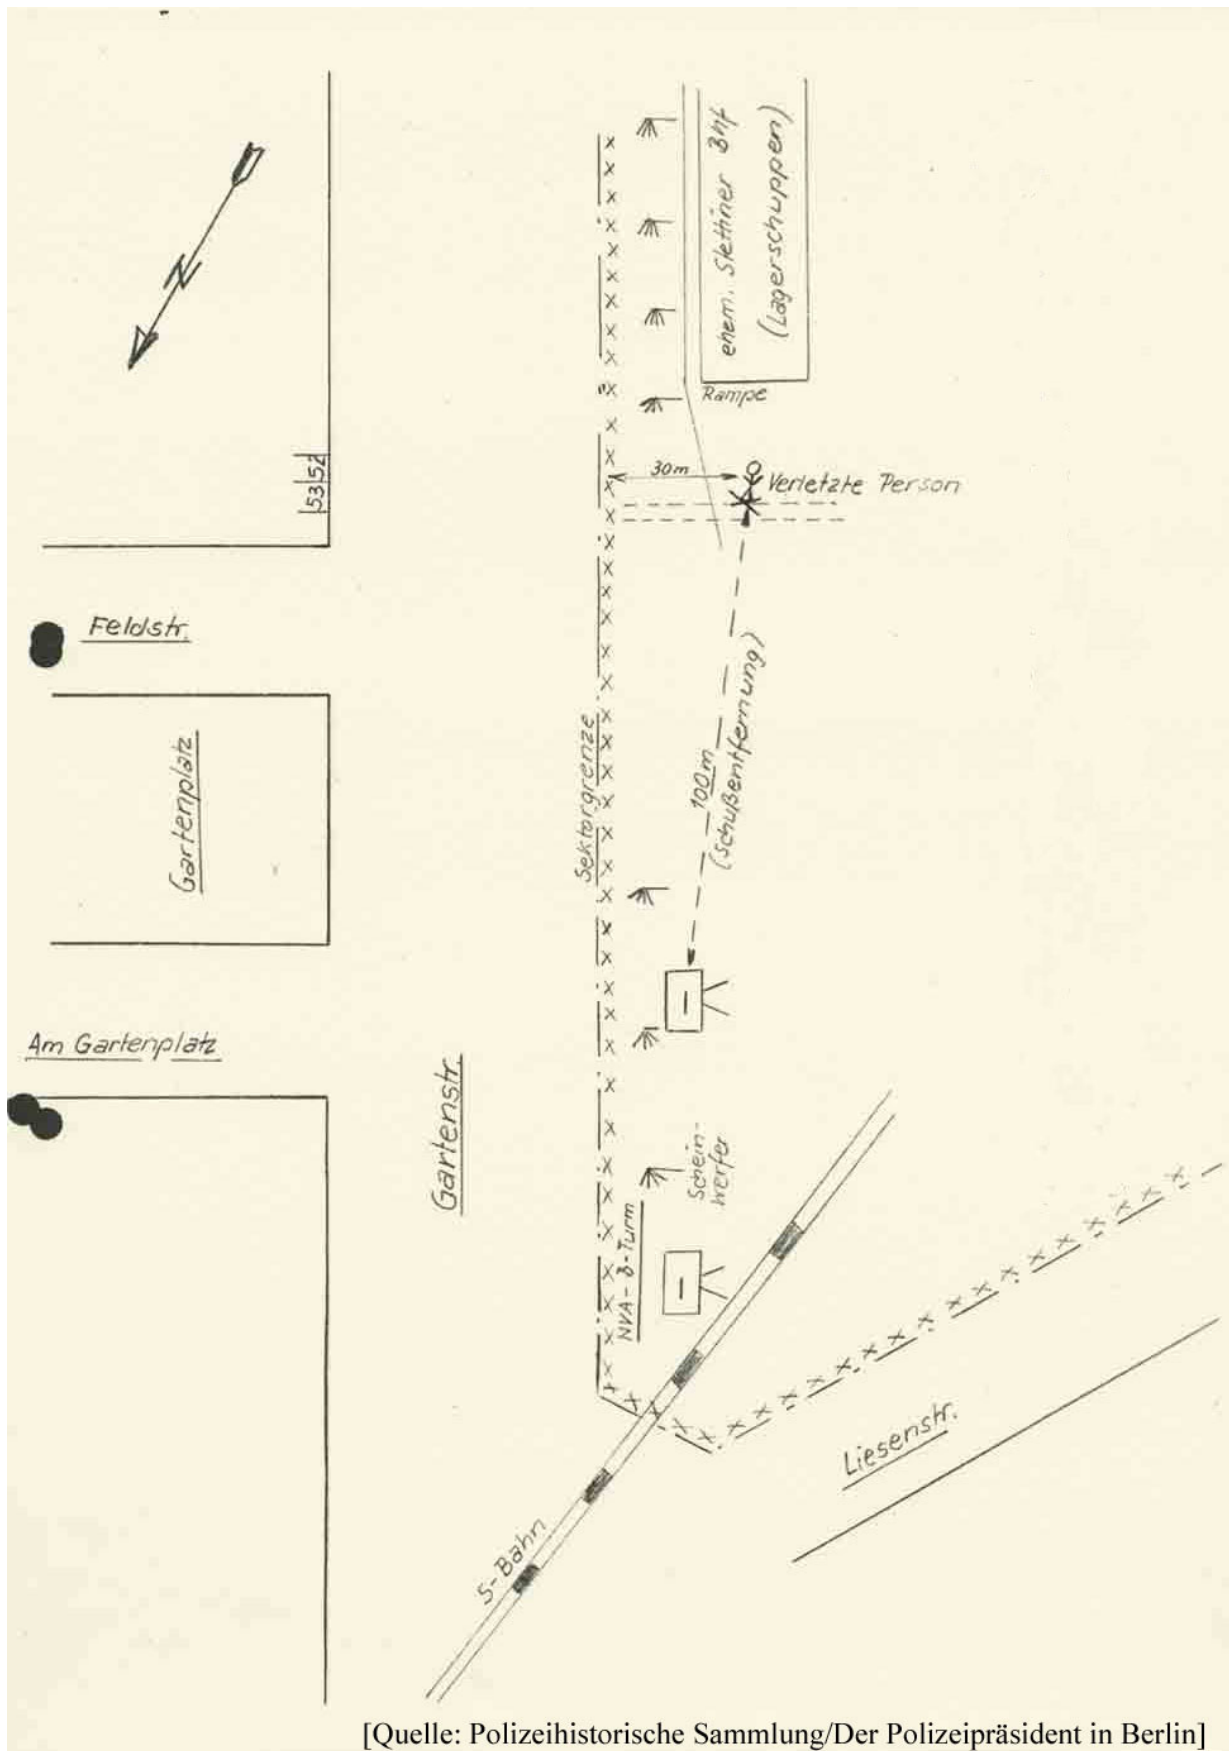 N
ehem. Stettiner Bhf
(Lagerschuppen)
Rampe
52
53
30m
Verletzte Person
Feldstr.
100m
(Schußentfernung)
Sektorgrenze
Gartenplatz
Am Gartenplatz
Gartenstr.
Schein-
werfer
NVA-B-Turm
Liesenstr.
S-Bahn
[Quelle: Polizeihistorische Sammlung/Der Polizeipräsident in Berlin]